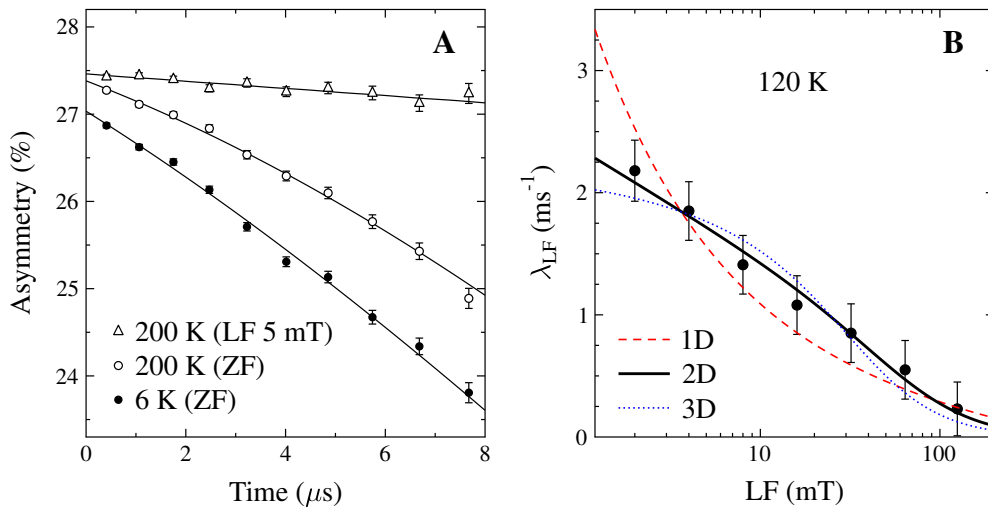 A
28
27
26
25
24
23
Asymmetry (%)
200 K (LF 5 mT)
200 K (ZF)
6 K (ZF)
0
2
4
6
8
Time (μs)
B
120 K
3
2
1
0
λLF (ms-1)
1D
2D
3D
10
100
LF (mT)